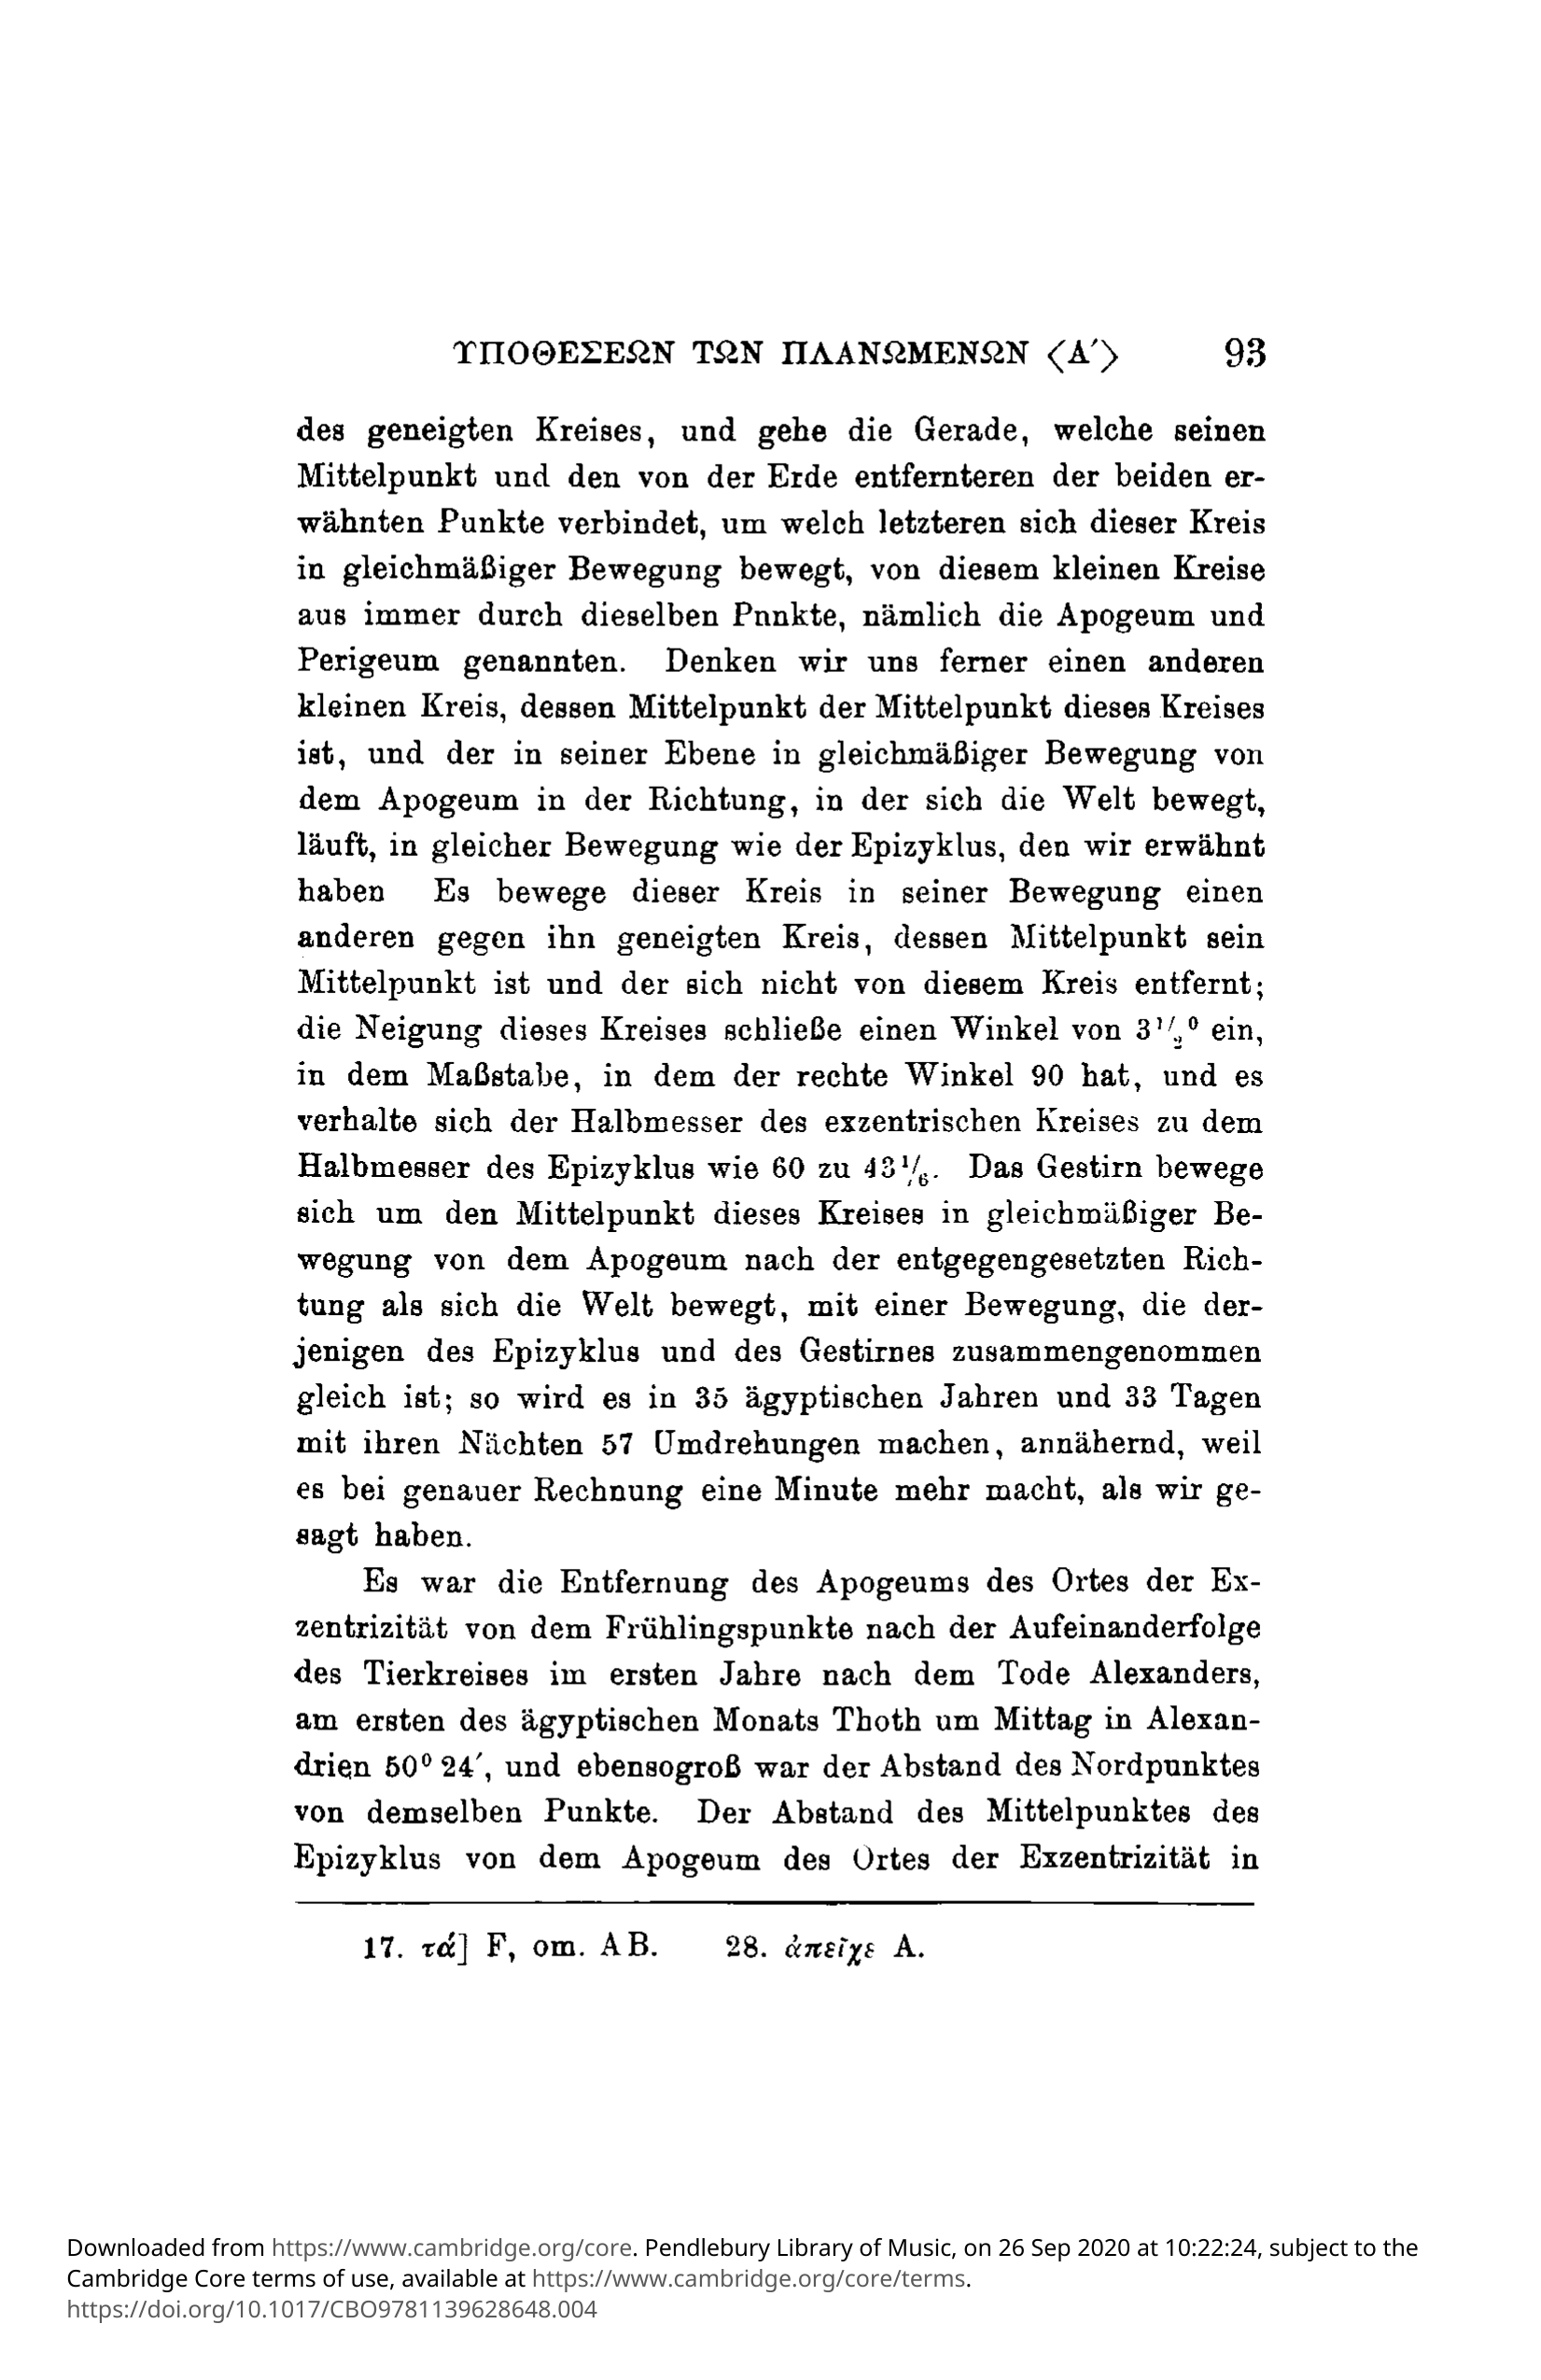 ΥΠΟΘΕΣΕΩΝ ΤΩΝ ΠΛΑΝΩΜΕΝΩΝ ⟨Α′⟩ 93
des geneigten Kreises, und gehe die Gerade, welche seinen
Mittelpunkt und den von der Erde entfernteren der beiden er-
wähnten Punkte verbindet, um welch letzteren sich dieser Kreis
in gleichmäßiger Bewegung bewegt, von diesem kleinen Kreise
aus immer durch dieselben Pnnkte, nämlich die Apogeum und
Perigeum genannten. Denken wir uns ferner einen anderen
kleinen Kreis, dessen Mittelpunkt der Mittelpunkt dieses Kreises
ist, und der in seiner Ebene in gleichmäßiger Bewegung von
dem Apogeum in der Richtung, in der sich die Welt bewegt,
läuft, in gleicher Bewegung wie der Epizyklus, den wir erwähnt
haben Es bewege dieser Kreis in seiner Bewegung einen
anderen gegen ihn geneigten Kreis, dessen Mittelpunkt sein
Mittelpunkt ist und der sich nicht von diesem Kreis entfernt;
die Neigung dieses Kreises schließe einen Winkel von 3½⁰ ein,
in dem Maßstabe, in dem der rechte Winkel 90 hat, und es
verhalte sich der Halbmesser des exzentrischen Kreises zu dem
Halbmesser des Epizyklus wie 60 zu 43⅙. Das Gestirn bewege
sich um den Mittelpunkt dieses Kreises in gleichmäßiger Be-
wegung von dem Apogeum nach der entgegengesetzten Rich-
tung als sich die Welt bewegt, mit einer Bewegung, die der-
jenigen des Epizyklus und des Gestirnes zusammengenommen
gleich ist; so wird es in 35 ägyptischen Jahren und 33 Tagen
mit ihren Nächten 57 Umdrehungen machen, annähernd, weil
es bei genauer Rechnung eine Minute mehr macht, als wir ge-
sagt haben.
Es war die Entfernung des Apogeums des Ortes der Ex-
zentrizität von dem Frühlingspunkte nach der Aufeinanderfolge
des Tierkreises im ersten Jahre nach dem Tode Alexanders,
am ersten des ägyptischen Monats Thoth um Mittag in Alexan-
drien 50⁰ 24′, und ebensogroß war der Abstand des Nordpunktes
von demselben Punkte. Der Abstand des Mittelpunktes des
Epizyklus von dem Apogeum des Ortes der Exzentrizität in
17. τά] F, om. AB. 28. ἀπεῖχε A.
Downloaded from https://www.cambridge.org/core. Pendlebury Library of Music, on 26 Sep 2020 at 10:22:24, subject to the
Cambridge Core terms of use, available at https://www.cambridge.org/core/terms.
https://doi.org/10.1017/CBO9781139628648.004